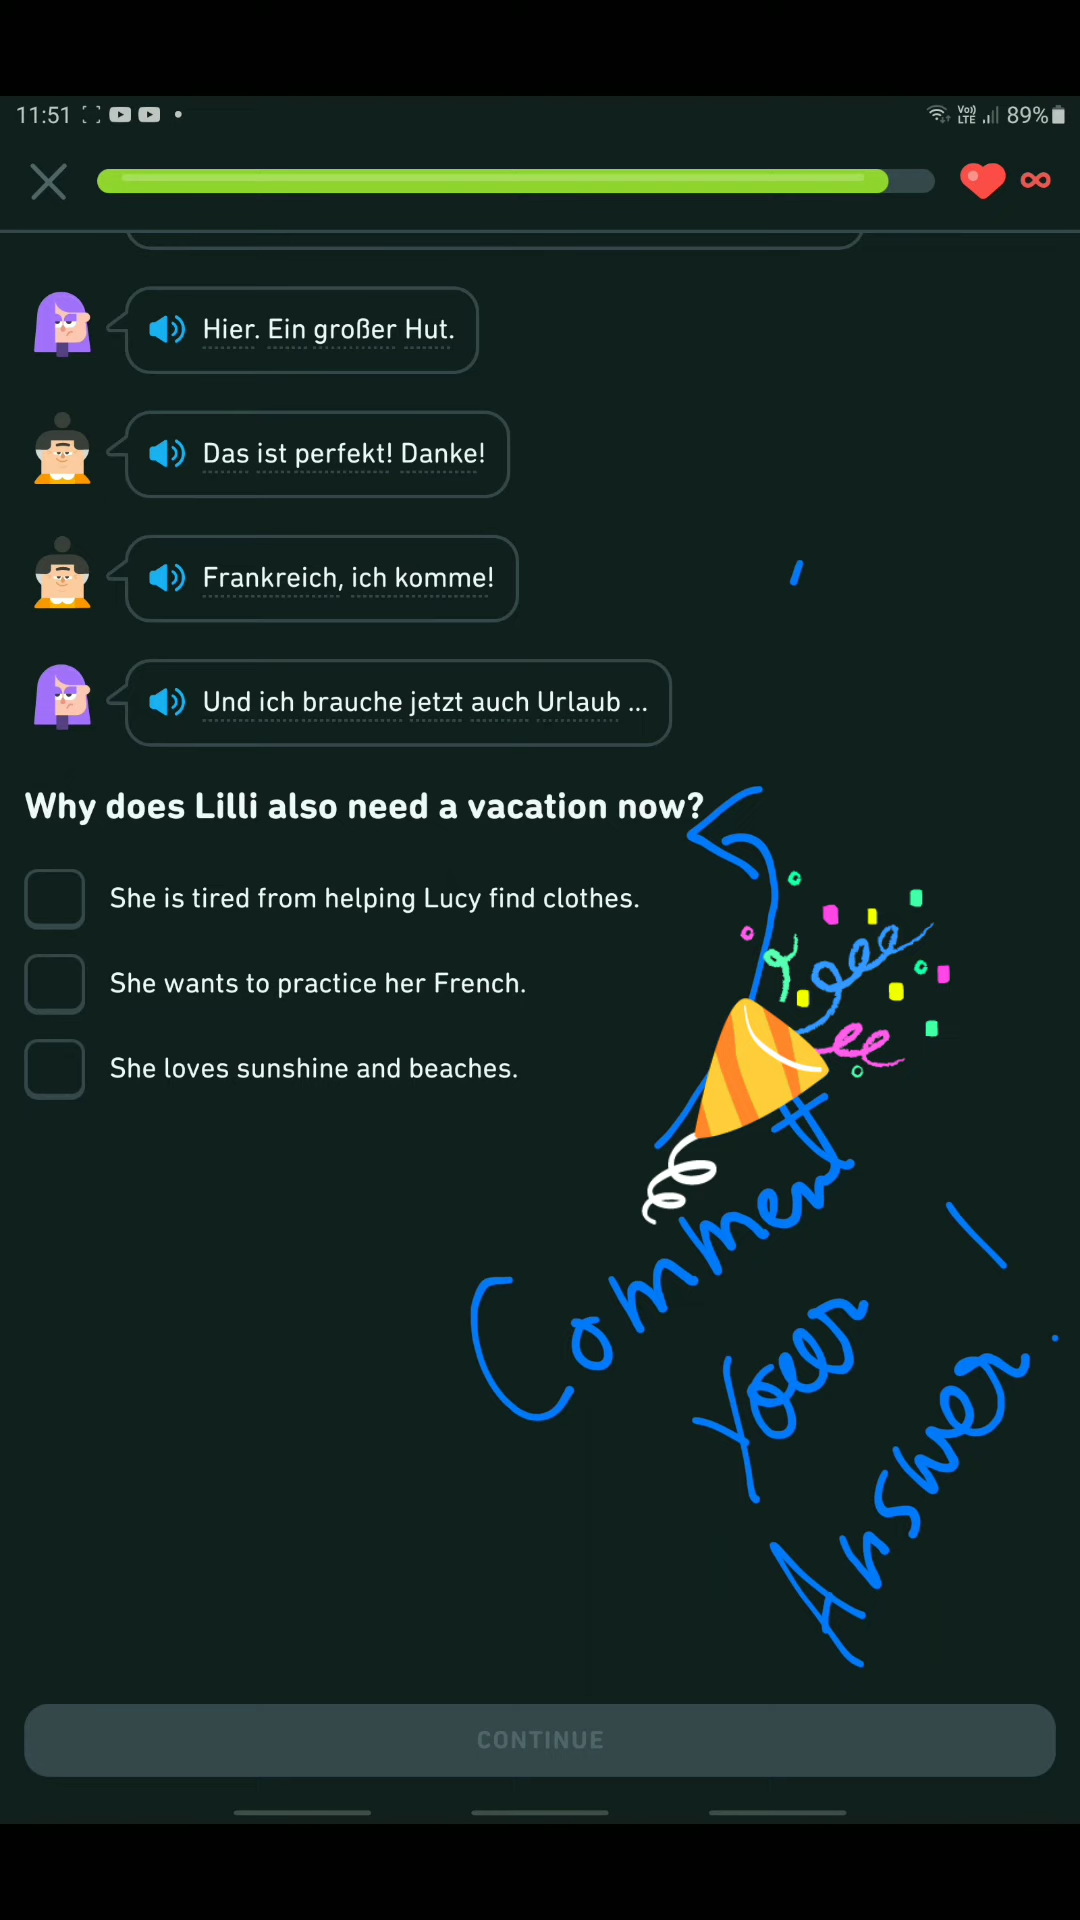 11:51
Vo)) LTE 89%
Hier. Ein großer Hut.
Das ist perfekt! Danke!
Frankreich, ich komme!
Und ich brauche jetzt auch Urlaub ...
Why does Lilli also need a vacation now?
She is tired from helping Lucy find clothes.
She wants to practice her French.
She loves sunshine and beaches.
Comment
Your
Answer.
CONTINUE